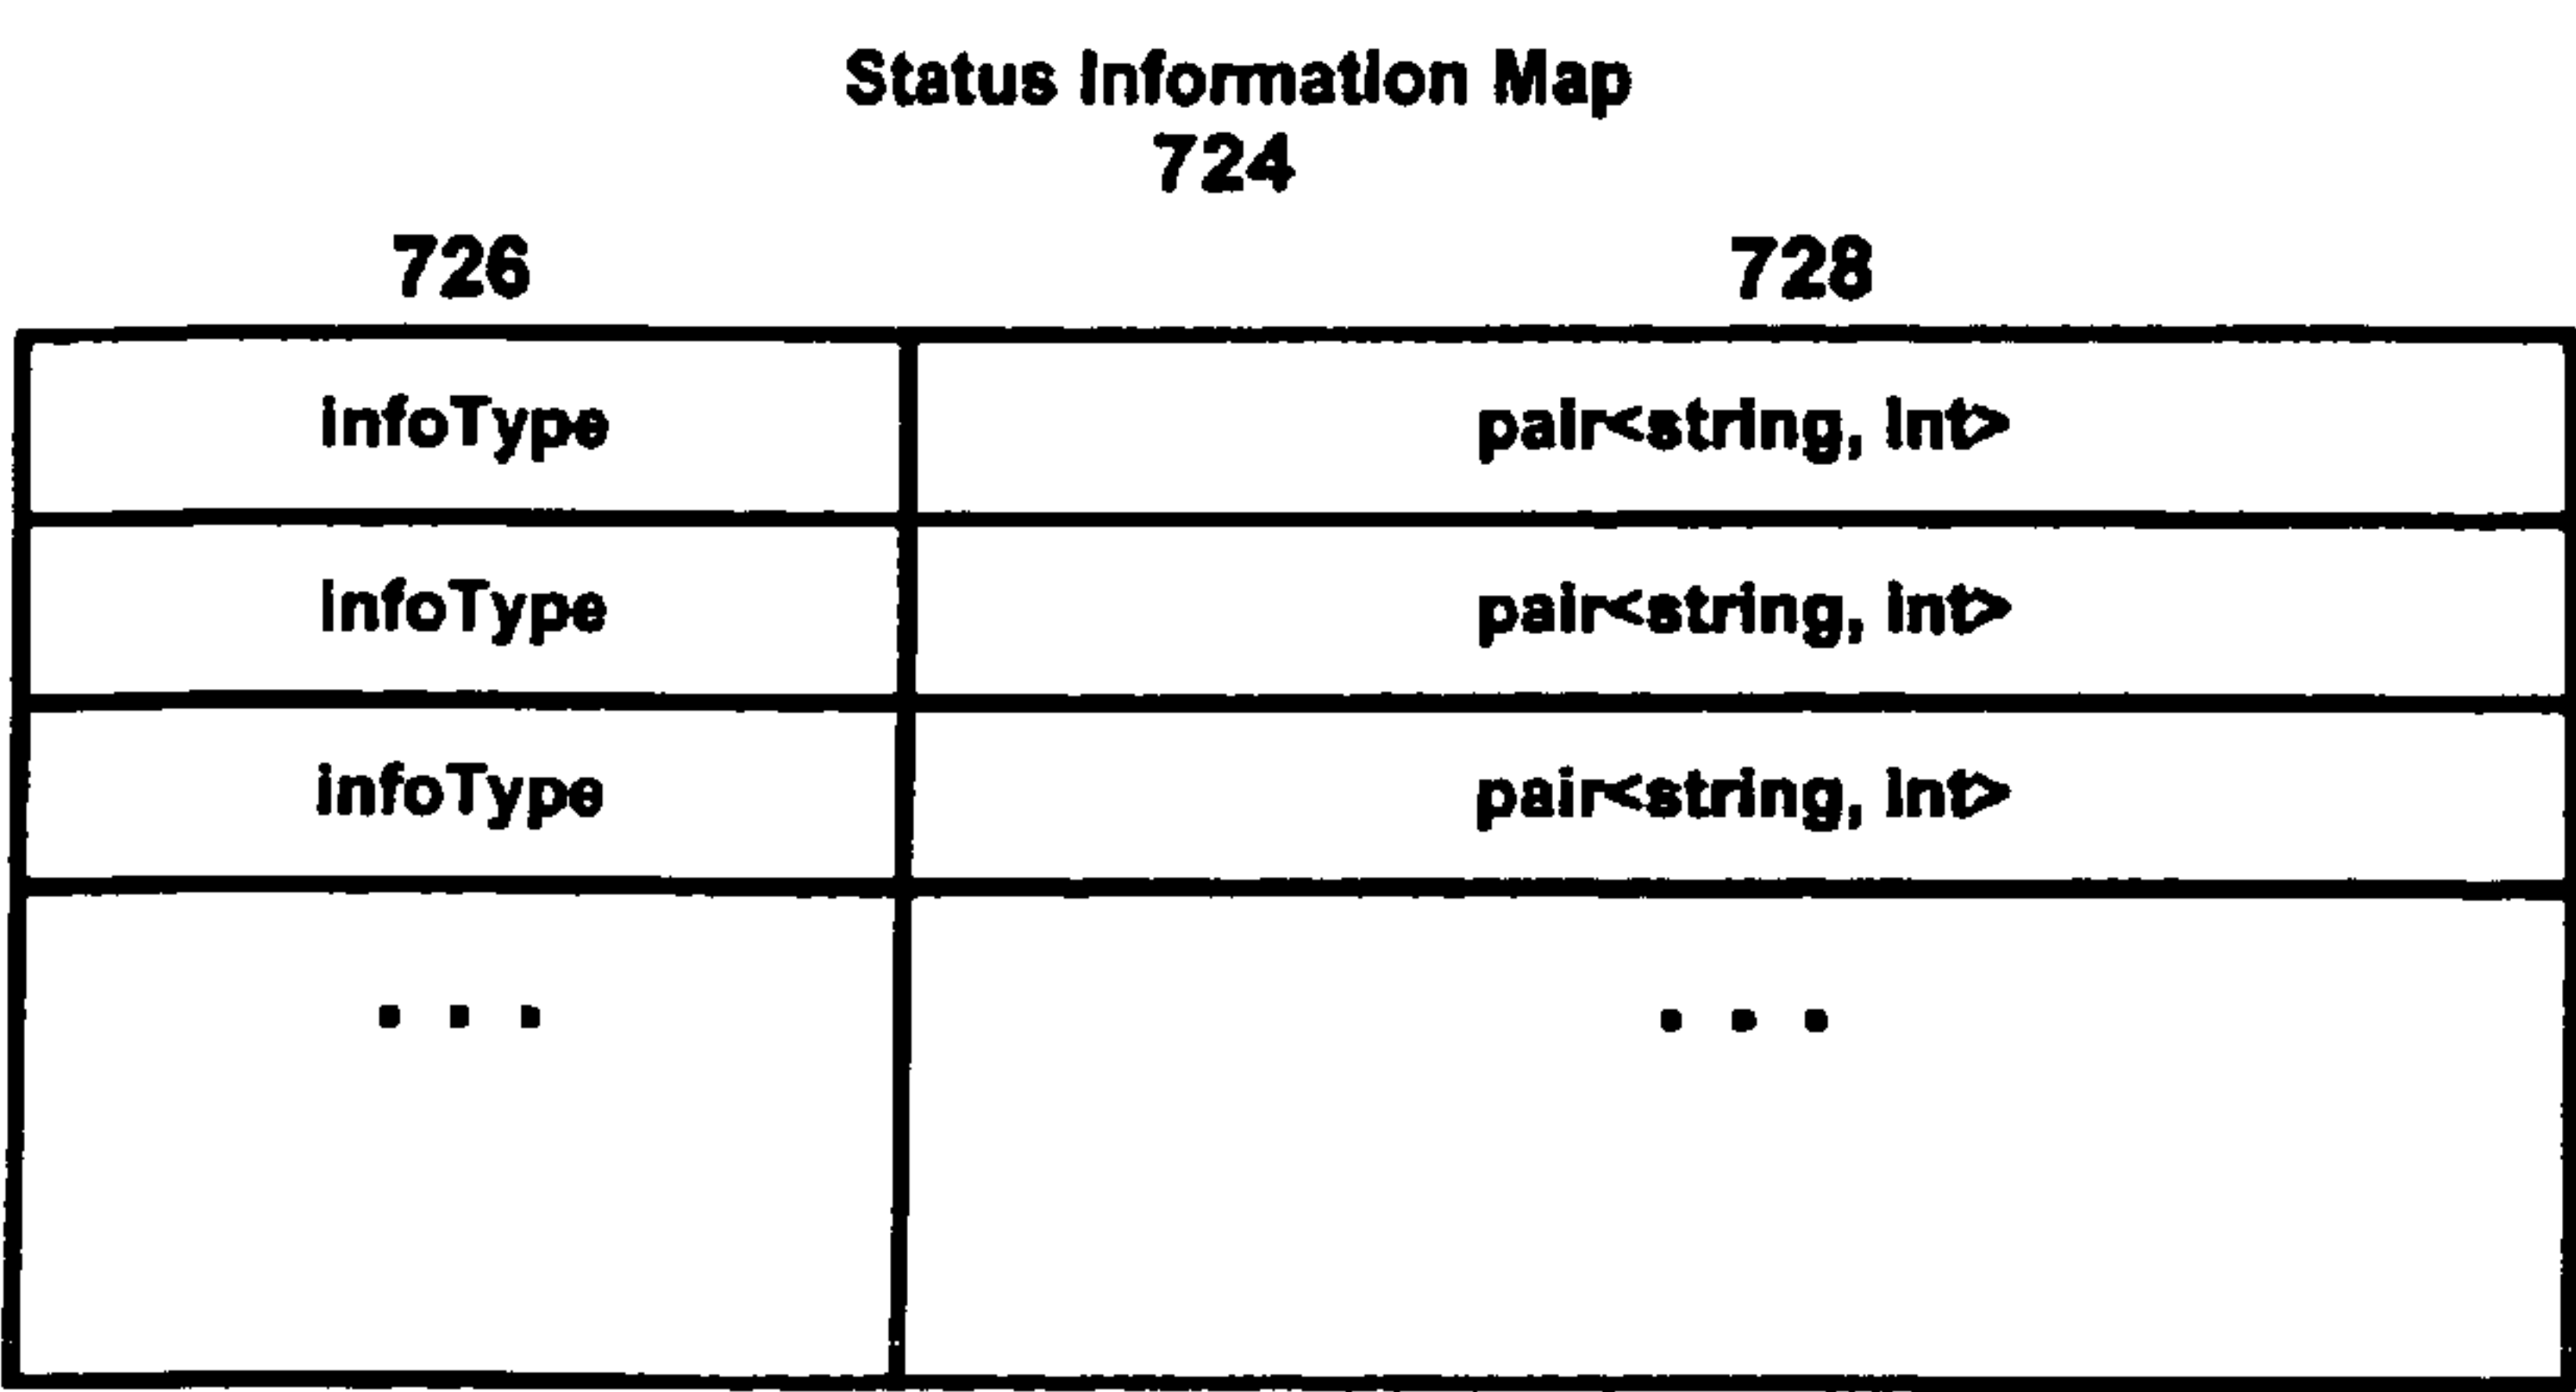 Status Information Map
724
726 728
infoType pair<string, int>
infoType pair<string, int>
infoType pair<string, int>
. . . . . .